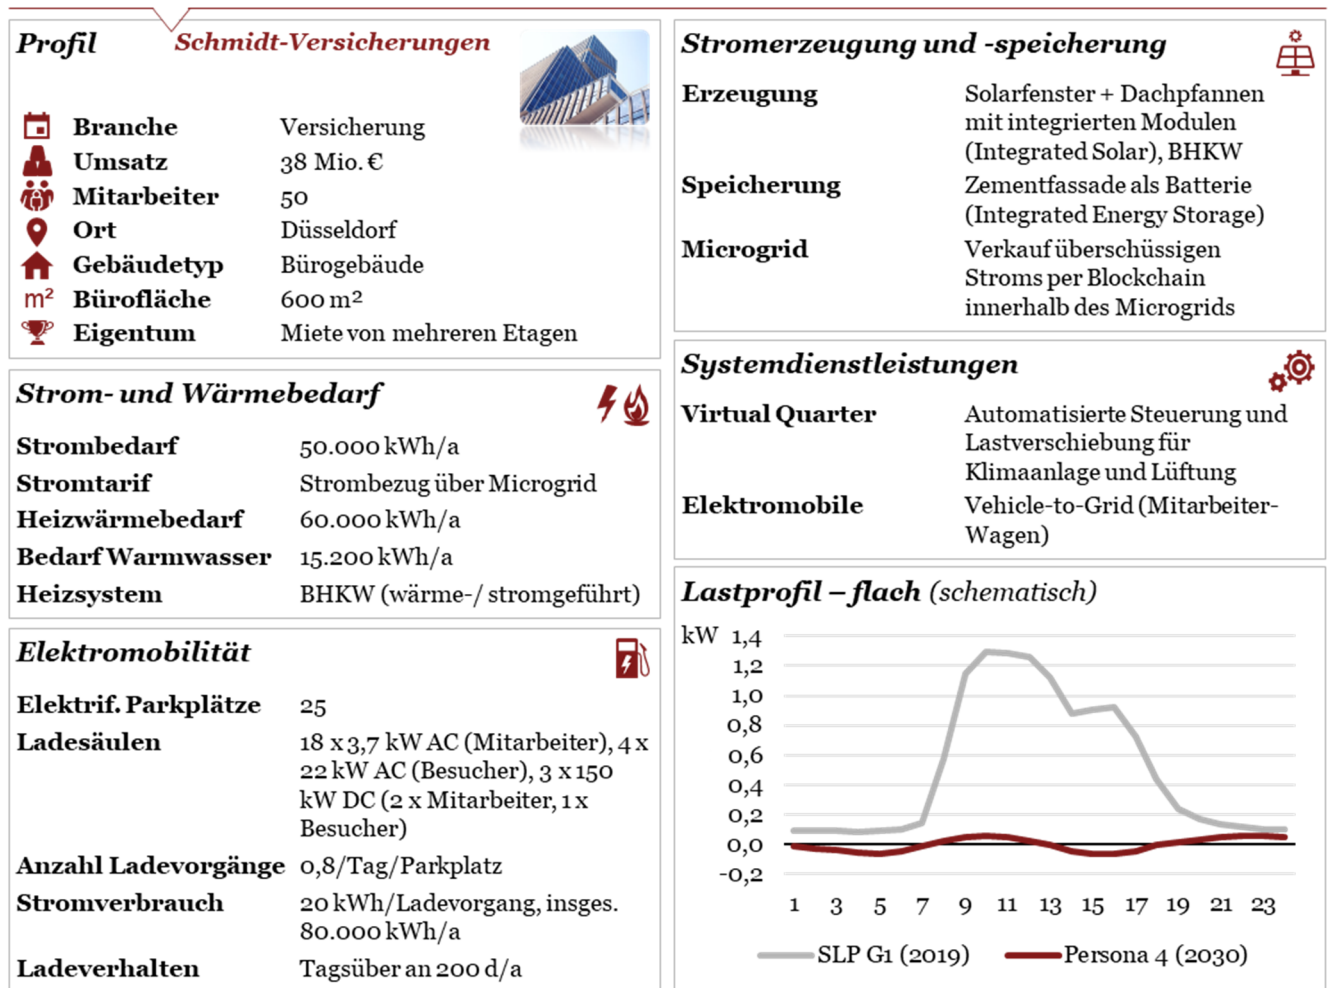 Profil
Schmidt-Versicherungen
Branche Versicherung
Umsatz 38 Mio. €
Mitarbeiter 50
Ort Düsseldorf
Gebäudetyp Bürogebäude
m² Bürofläche 600 m²
Eigentum Miete von mehreren Etagen
Strom- und Wärmebedarf
Strombedarf 50.000 kWh/a
Stromtarif Strombezug über Microgrid
Heizwärmebedarf 60.000 kWh/a
Bedarf Warmwasser 15.200 kWh/a
Heizsystem BHKW (wärme-/ stromgeführt)
Elektromobilität
Elektrif. Parkplätze 25
Ladesäulen 18 x 3,7 kW AC (Mitarbeiter), 4 x
22 kW AC (Besucher), 3 x 150
kW DC (2 x Mitarbeiter, 1 x
Besucher)
Anzahl Ladevorgänge 0,8/Tag/Parkplatz
Stromverbrauch 20 kWh/Ladevorgang, insges.
80.000 kWh/a
Ladeverhalten Tagsüber an 200 d/a
Stromerzeugung und -speicherung
Erzeugung Solarfenster + Dachpfannen
mit integrierten Modulen
(Integrated Solar), BHKW
Speicherung Zementfassade als Batterie
(Integrated Energy Storage)
Microgrid Verkauf überschüssigen
Stroms per Blockchain
innerhalb des Microgrids
Systemdienstleistungen
Virtual Quarter Automatisierte Steuerung und
Lastverschiebung für
Klimaanlage und Lüftung
Elektromobile Vehicle-to-Grid (Mitarbeiter-
Wagen)
Lastprofil – flach (schematisch)
kW 1,4
1,2
1,0
0,8
0,6
0,4
0,2
0,0
-0,2
1 3 5 7 9 11 13 15 17 19 21 23
SLP G1 (2019) Persona 4 (2030)